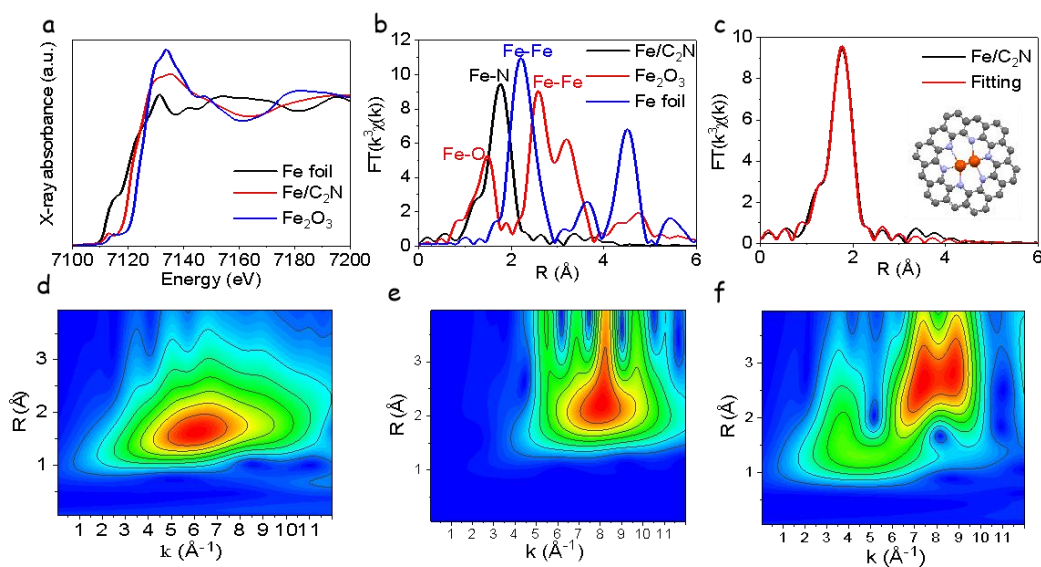 a
X-ray absorbance (a.u.)
Fe foil
Fe/C₂N
Fe₂O₃
7100 7120 7140 7160 7180 7200
Energy (eV)
b
FT(k³χ(k))
12
10
8
6
4
2
0
Fe-Fe
Fe-N
Fe-Fe
Fe-O
Fe/C₂N
Fe₂O₃
Fe foil
0 2 4 6
R (Å)
c
FT(k³χ(k))
10
8
6
4
2
0
Fe/C₂N
Fitting
0 2 4 6
R (Å)
d
R (Å)
3
2
1
1 2 3 4 5 6 7 8 9 10 11
k (Å⁻¹)
e
R (Å)
3
2
1
1 2 3 4 5 6 7 8 9 10 11
k (Å⁻¹)
f
R (Å)
3
2
1
1 2 3 4 5 6 7 8 9 10 11
k (Å⁻¹)